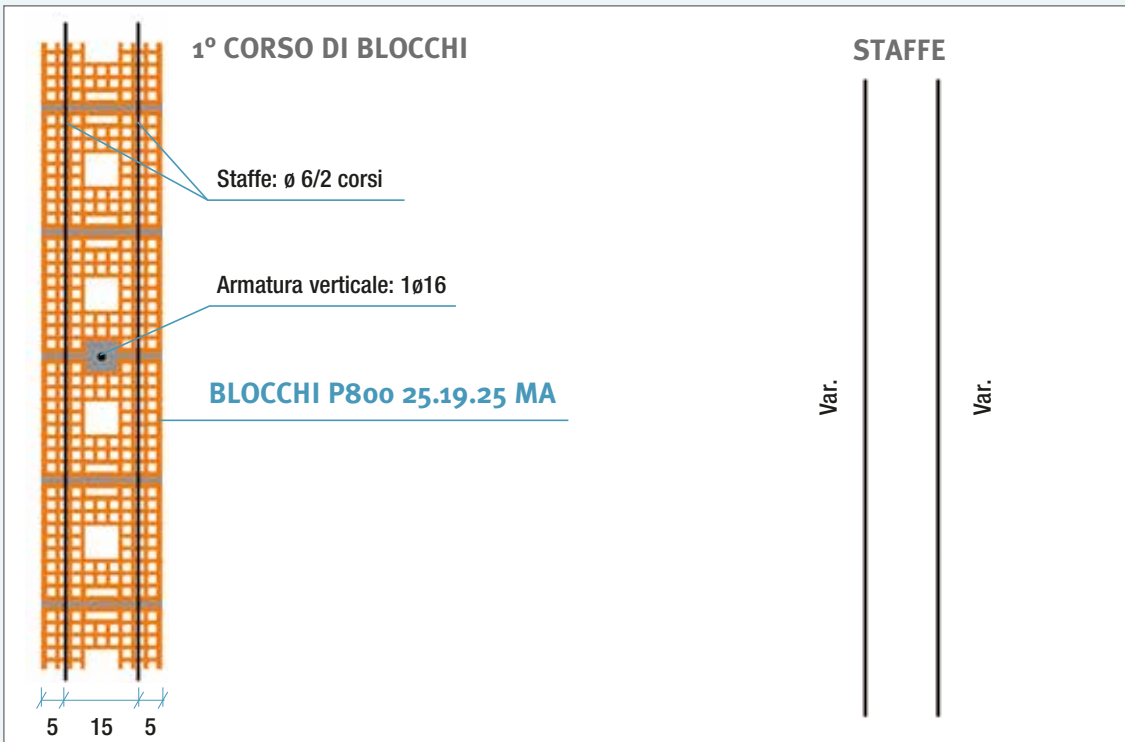 1° CORSO DI BLOCCHI
STAFFE
Staffe: ø 6/2 corsi
Armatura verticale: 1ø16
BLOCCHI P800 25.19.25 MA
Var.
Var.
5 15 5